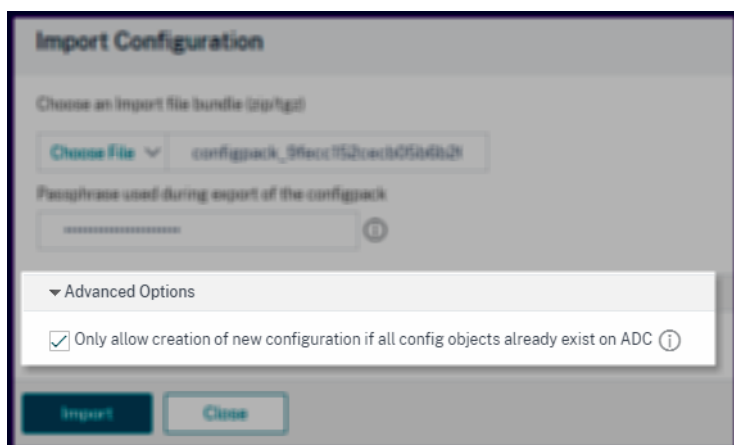 Import Configuration
Choose an Import file bundle (zip/tgz)
Choose File
Passphrase used during export of the configpack
Advanced Options
Only allow creation of new configuration if all config objects already exist on ADC
Import
Close